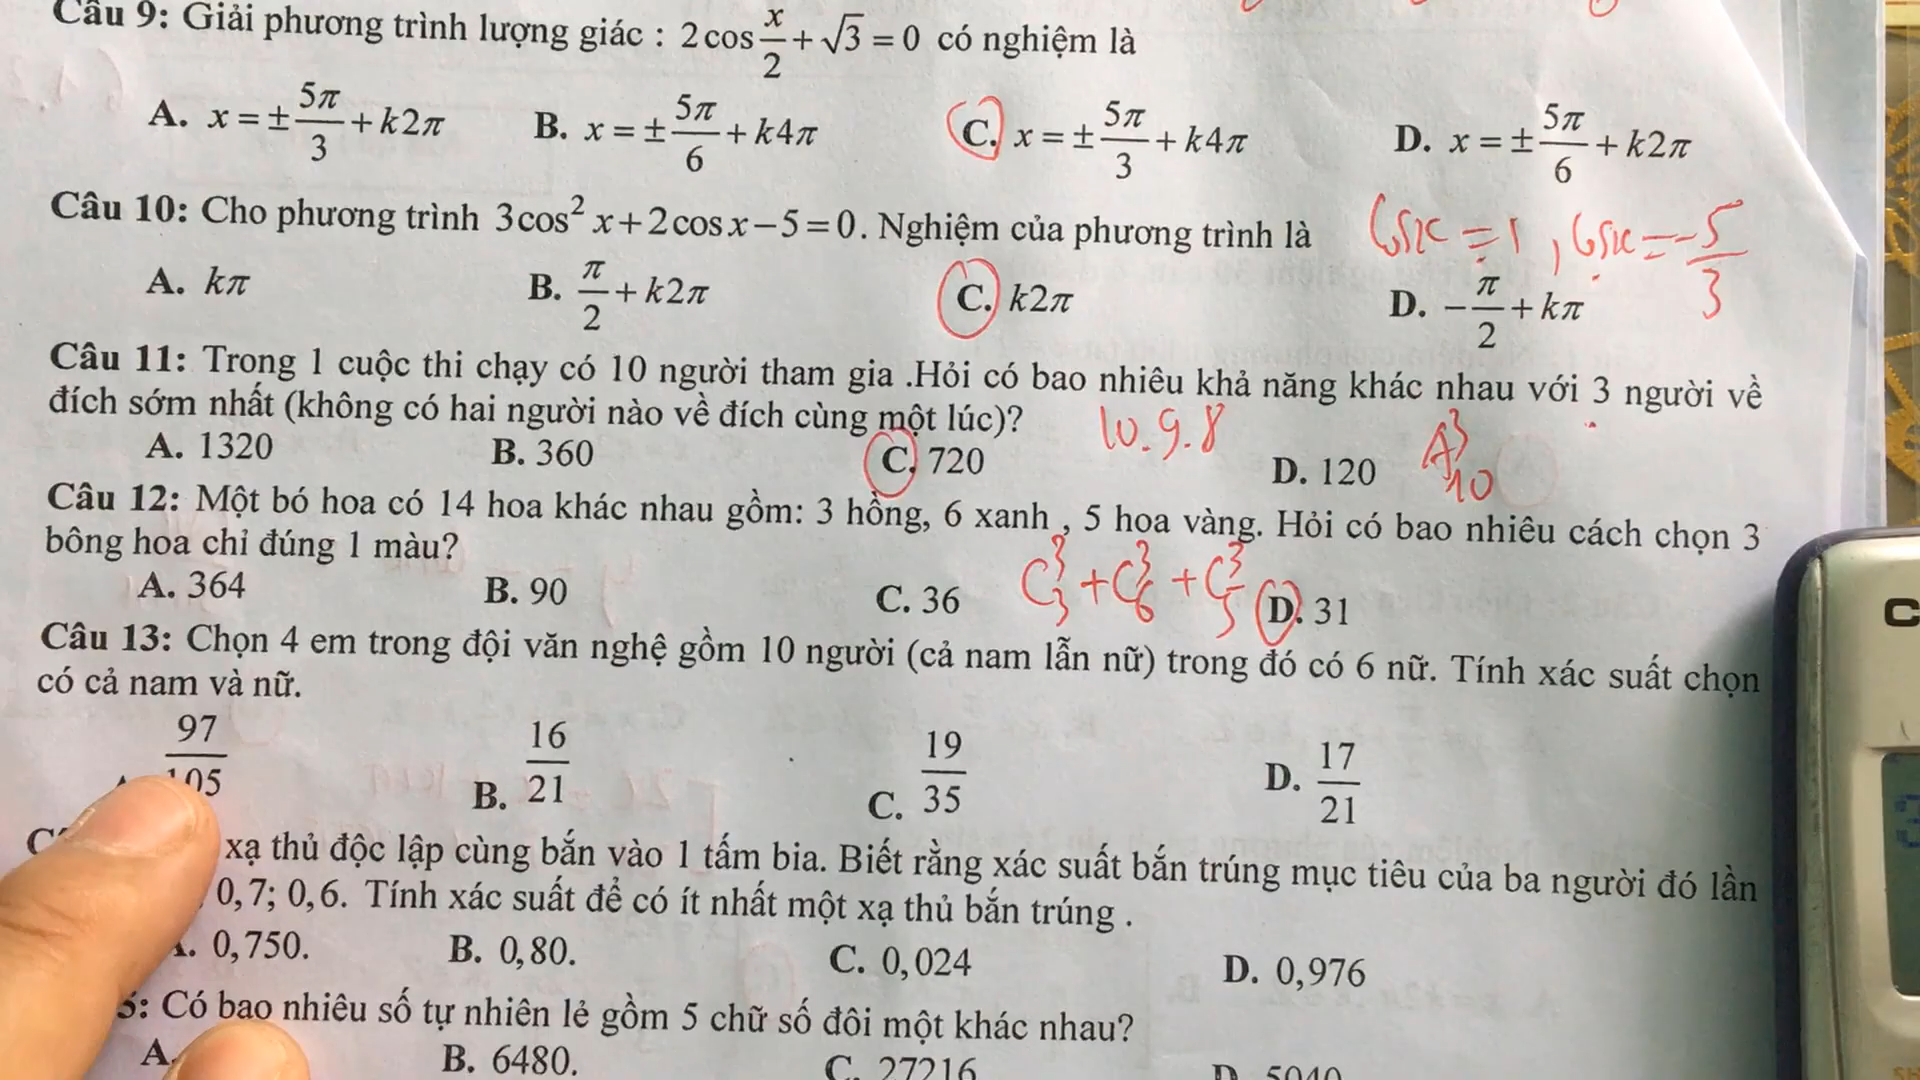 Câu 9: Giải phương trình lượng giác : 2cos x/2 + √3 = 0 có nghiệm là
A. x = ± 5π/3 + k2π B. x = ± 5π/6 + k4π C. x = ± 5π/3 + k4π D. x = ± 5π/6 + k2π
Câu 10: Cho phương trình 3cos² x + 2cos x − 5 = 0. Nghiệm của phương trình là
Cosx = 1 , Cosx = −5/3
A. kπ B. π/2 + k2π C. k2π D. −π/2 + kπ
Câu 11: Trong 1 cuộc thi chạy có 10 người tham gia .Hỏi có bao nhiêu khả năng khác nhau với 3 người về
đích sớm nhất (không có hai người nào về đích cùng một lúc)?
10.9.8
A. 1320 B. 360 C. 720 D. 120 A³₁₀
Câu 12: Một bó hoa có 14 hoa khác nhau gồm: 3 hồng, 6 xanh , 5 hoa vàng. Hỏi có bao nhiêu cách chọn 3
bông hoa chỉ đúng 1 màu?
A. 364 B. 90 C. 36 C³₃ + C³₆ + C³₅ D. 31
Câu 13: Chọn 4 em trong đội văn nghệ gồm 10 người (cả nam lẫn nữ) trong đó có 6 nữ. Tính xác suất chọn
có cả nam và nữ.
97/105 B. 16/21 C. 19/35 D. 17/21
xạ thủ độc lập cùng bắn vào 1 tấm bia. Biết rằng xác suất bắn trúng mục tiêu của ba người đó lần
0,7; 0,6. Tính xác suất để có ít nhất một xạ thủ bắn trúng .
A. 0,750. B. 0,80. C. 0,024 D. 0,976
5: Có bao nhiêu số tự nhiên lẻ gồm 5 chữ số đôi một khác nhau?
A. B. 6480. C. 27216 D. 5040